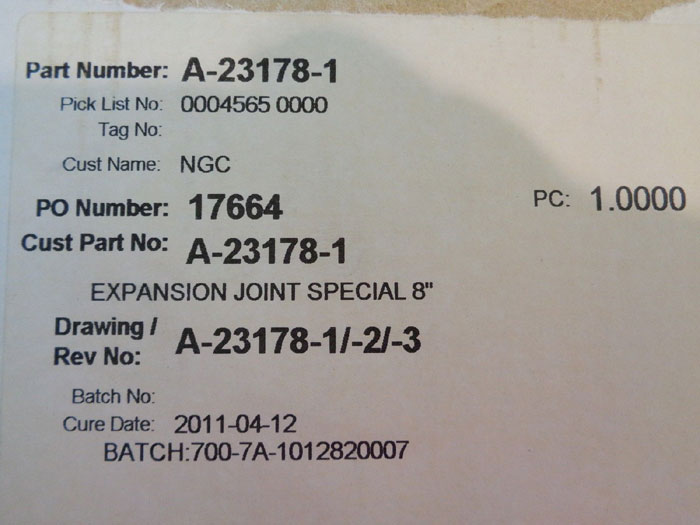 Part Number: A-23178-1
Pick List No: 0004565 0000
Tag No:
Cust Name: NGC
PO Number: 17664 PC: 1.0000
Cust Part No: A-23178-1
EXPANSION JOINT SPECIAL 8"
Drawing /
Rev No: A-23178-1/-2/-3
Batch No:
Cure Date: 2011-04-12
BATCH:700-7A-1012820007